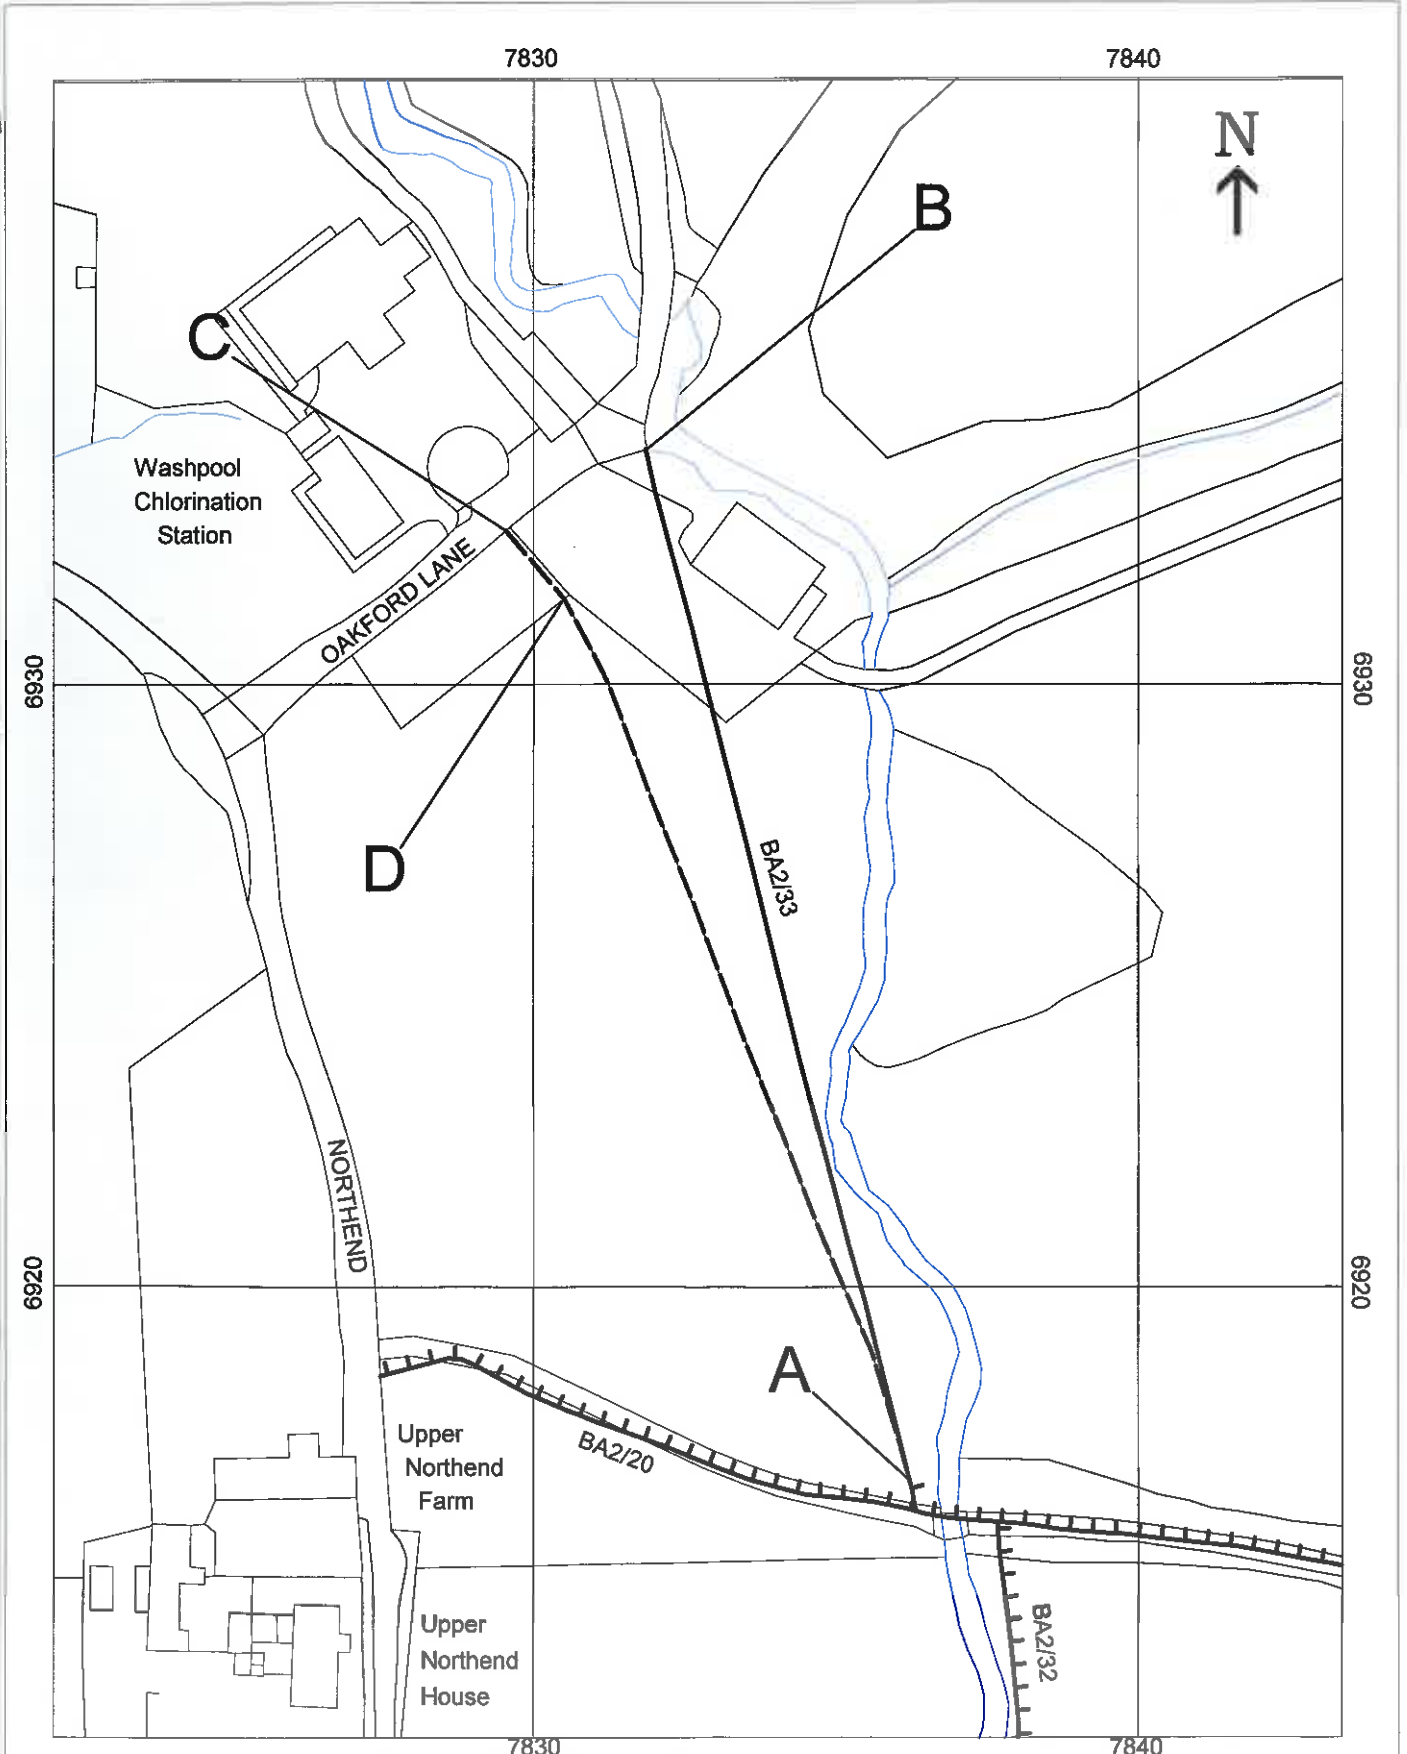 7830
7840
N
B
C
Washpool
Chlorination
Station
OAKFORD LANE
6930
6930
D
BA2/33
NORTHEND
6920
6920
A
Upper
Northend
Farm
BA2/20
Upper
Northend
House
BA2/32
7830
7840